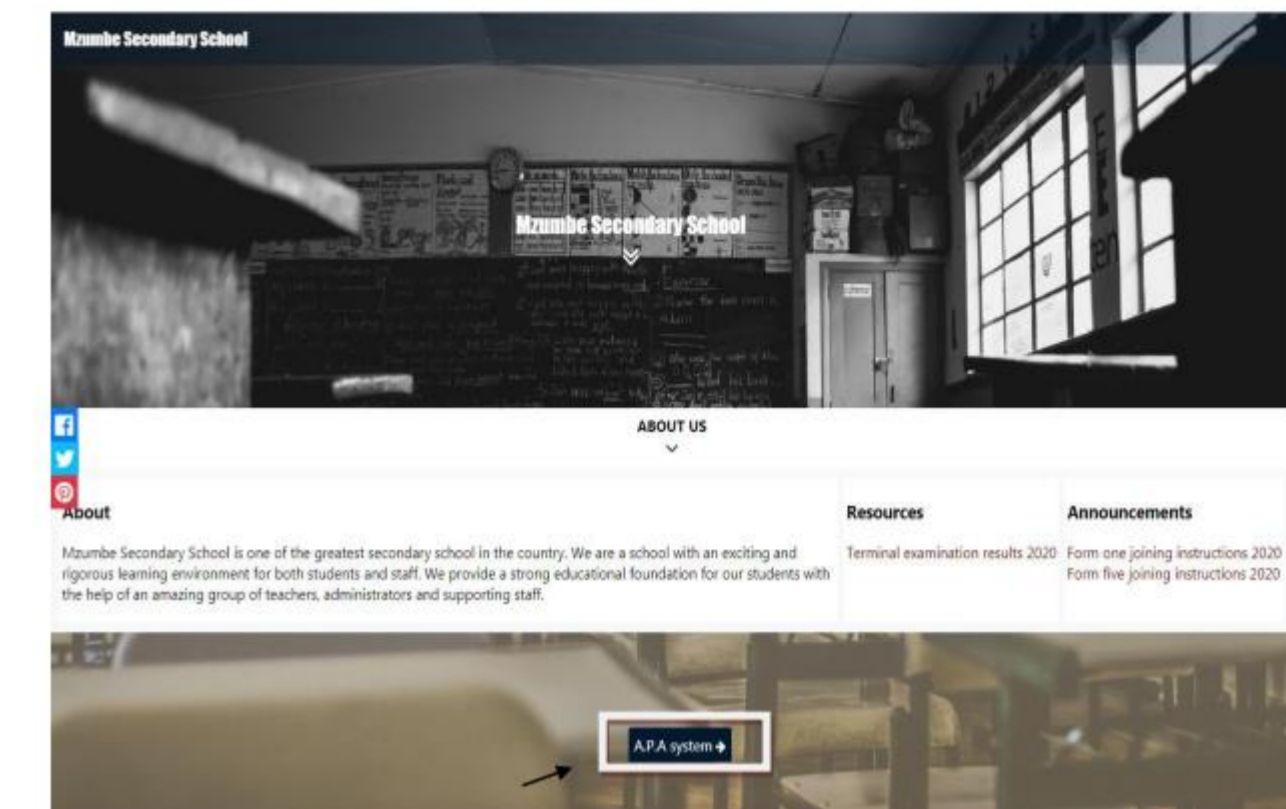 Mzumbe Secondary School
Mzumbe Secondary School
ABOUT US
About
Mzumbe Secondary School is one of the greatest secondary school in the country. We are a school with an exciting and
rigorous learning environment for both students and staff. We provide a strong educational foundation for our students with
the help of an amazing group of teachers, administrators and supporting staff.
Resources
Terminal examination results 2020
Announcements
Form one joining instructions 2020
Form five joining instructions 2020
A.P.A system